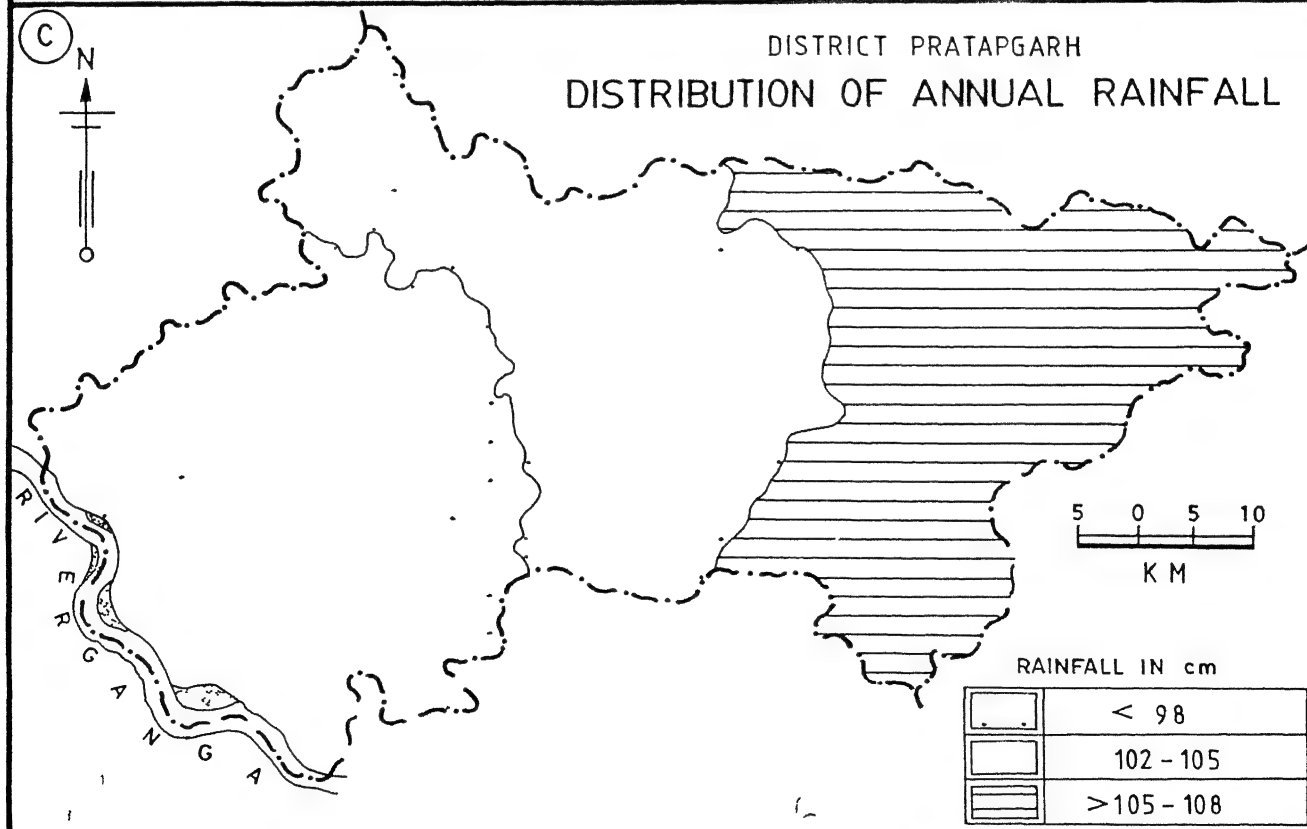 C
N
DISTRICT PRATAPGARH
DISTRIBUTION OF ANNUAL RAINFALL
RIVER GANGA
5 0 5 10
KM
RAINFALL IN cm
< 98
102-105
>105-108